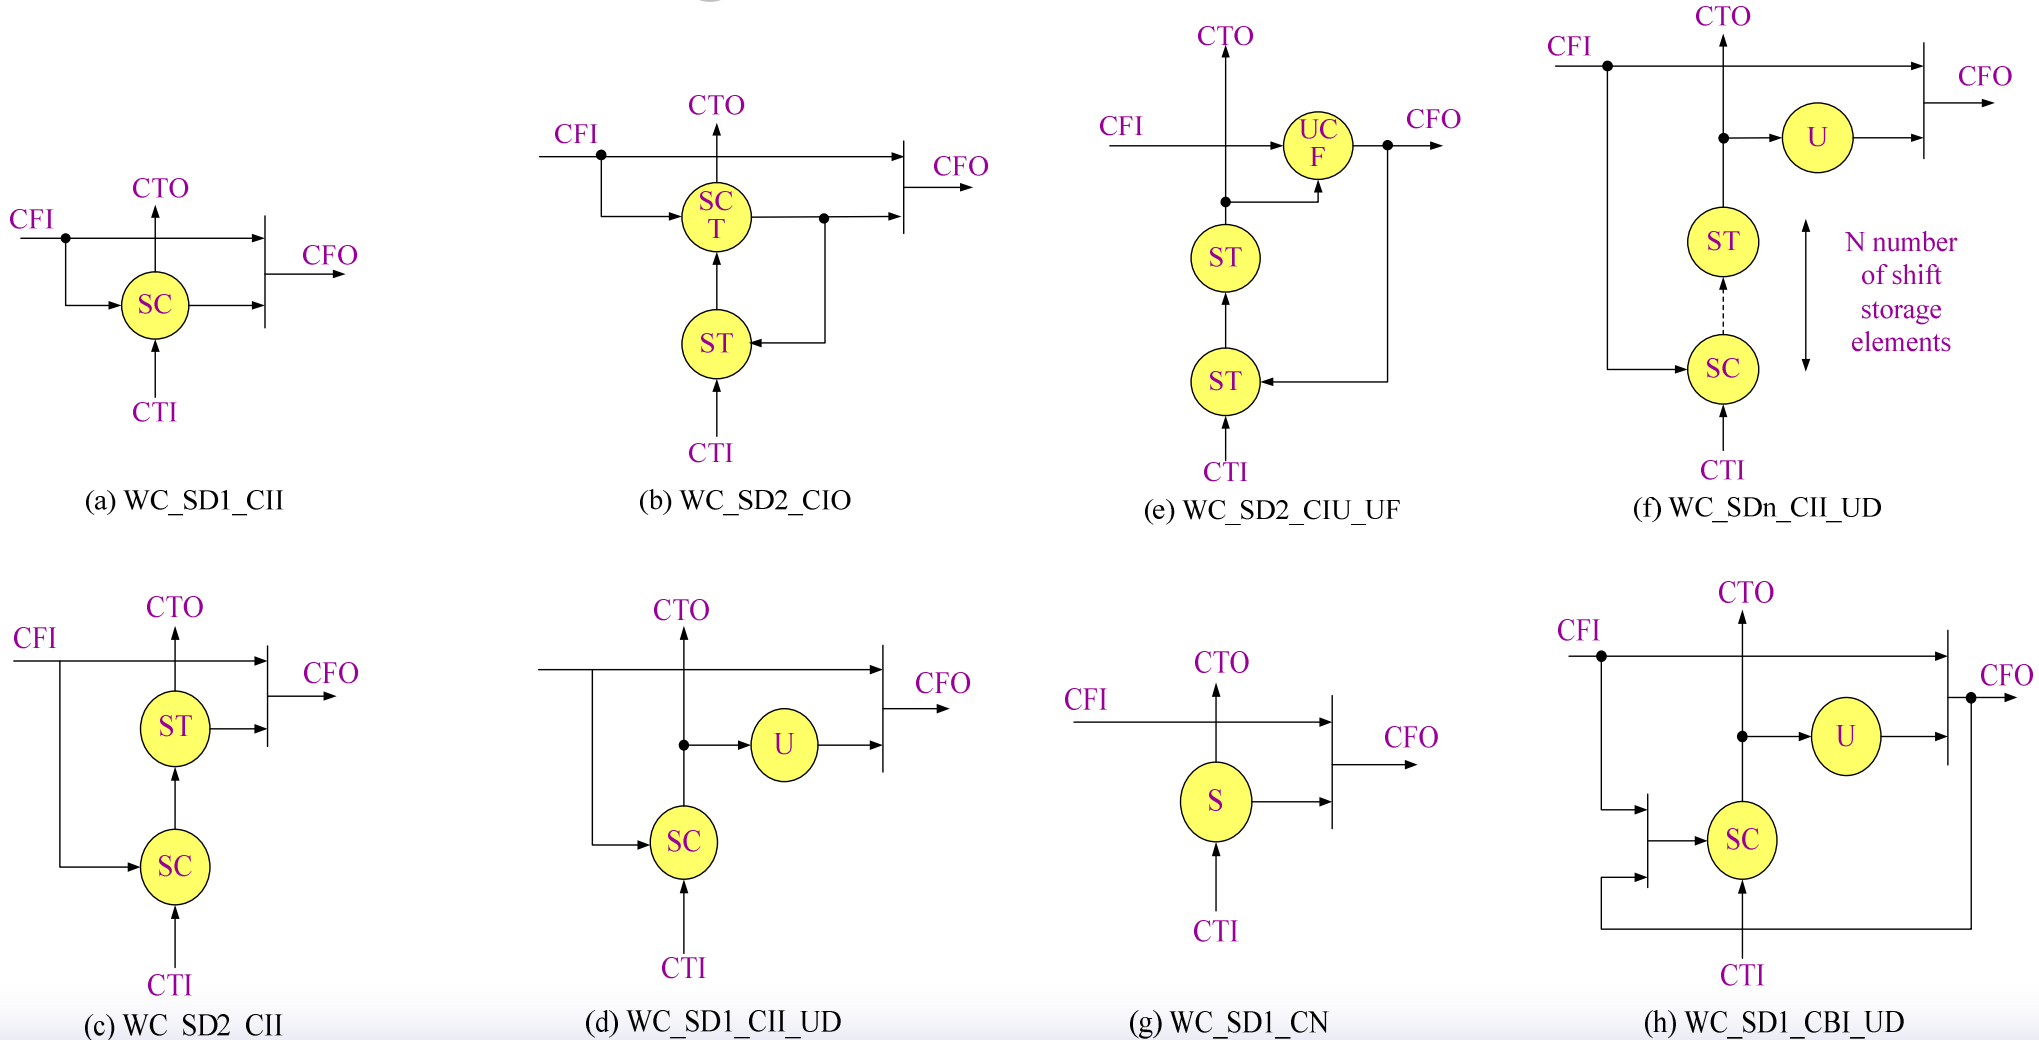 CTO
CFI
SC
CFO
CTI
(a) WC_SD1_CII
CTO
CFI
SC
T
CFO
ST
CTI
(b) WC_SD2_CIO
CTO
CFI
UC
F
CFO
ST
ST
CTI
(e) WC_SD2_CIU_UF
CTO
CFI
CFO
U
ST
N number
of shift
storage
elements
SC
CTI
(f) WC_SDn_CII_UD
CTO
CFI
CFO
ST
SC
CTI
(c) WC_SD2_CII
CTO
CFO
U
SC
CTI
(d) WC_SD1_CII_UD
CTO
CFI
CFO
S
CTI
(g) WC_SD1_CN
CTO
CFI
CFO
U
SC
CTI
(h) WC_SD1_CBI_UD